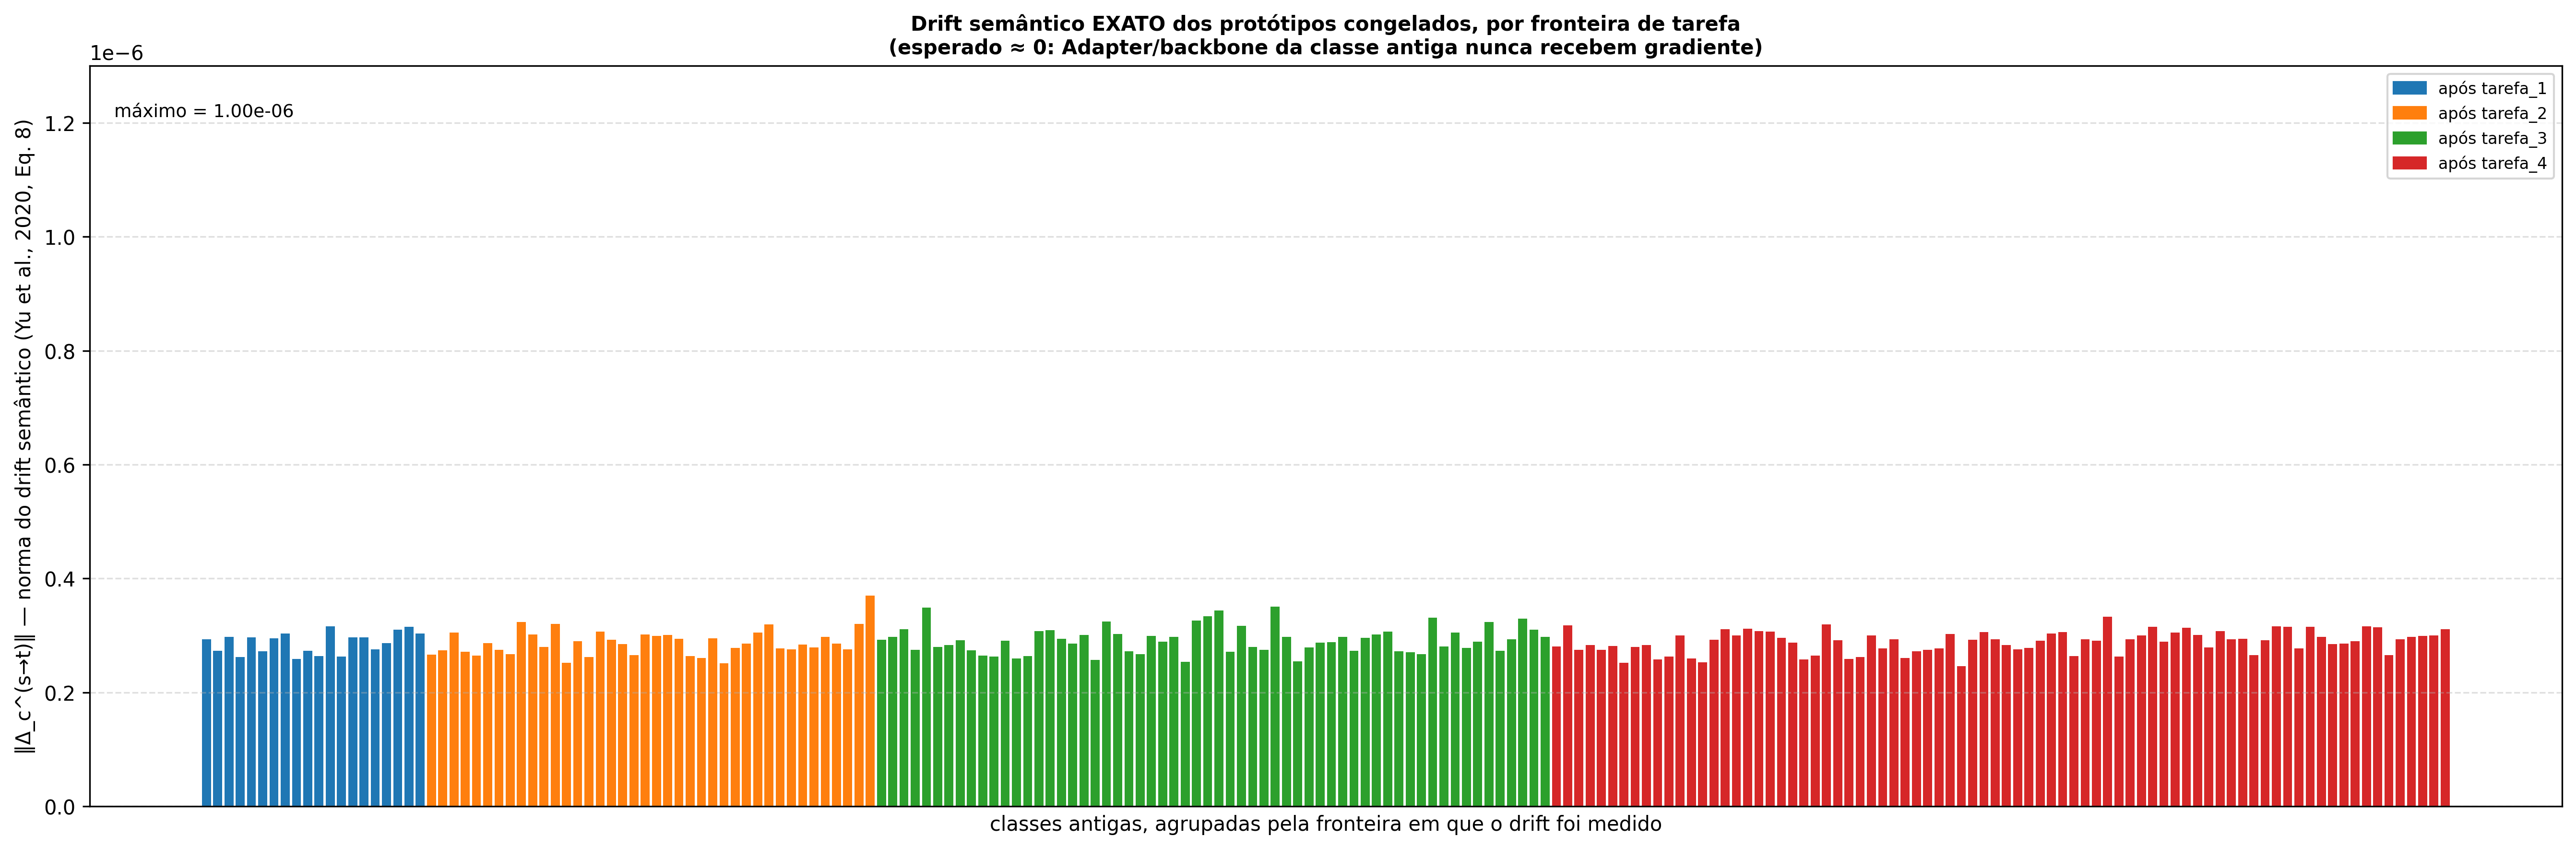 Drift semântico EXATO dos protótipos congelados, por fronteira de tarefa
(esperado ≈ 0: Adapter/backbone da classe antiga nunca recebem gradiente)
1e−6
máximo = 1.00e-06
após tarefa_1
após tarefa_2
após tarefa_3
após tarefa_4
‖Δ_c^(s→t)‖ — norma do drift semântico (Yu et al., 2020, Eq. 8)
1.2
1.0
0.8
0.6
0.4
0.2
0.0
classes antigas, agrupadas pela fronteira em que o drift foi medido